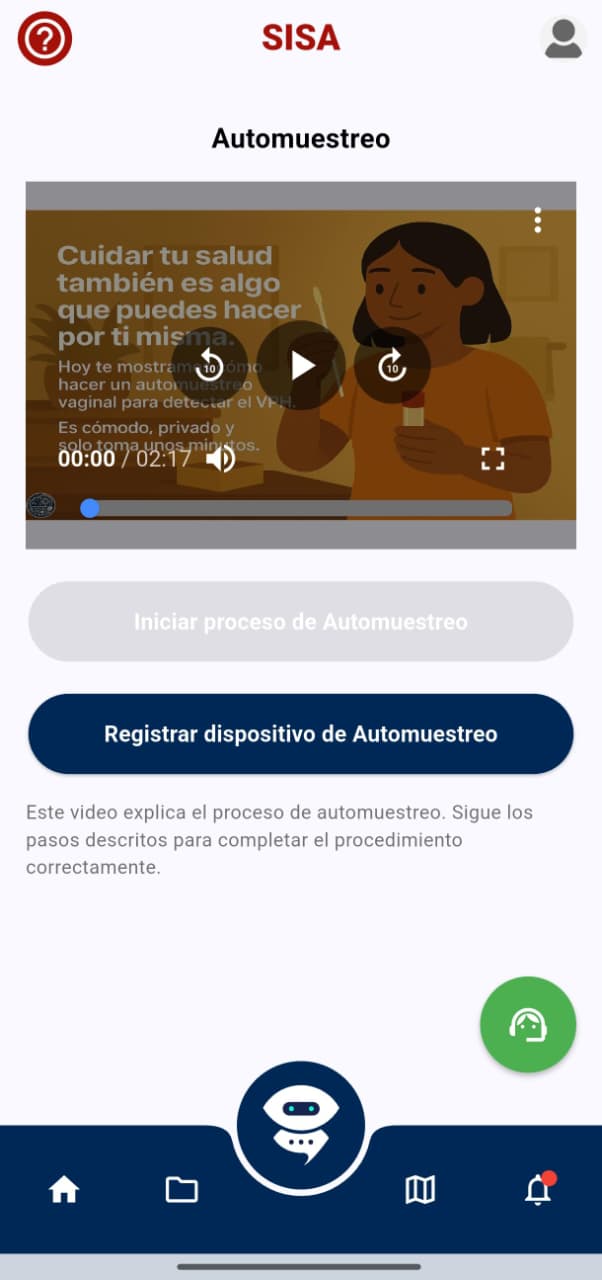 SISA
Automuestreo
Cuidar tu salud
también es algo
que puedes hacer
por ti misma.
Hoy te mostramos cómo
hacer un automuestreo
vaginal para detectar el VPH.
Es cómodo, privado y
solo toma unos minutos.
10
10
00:00 / 02:17
Iniciar proceso de Automuestreo
Registrar dispositivo de Automuestreo
Este video explica el proceso de automuestreo. Sigue los
pasos descritos para completar el procedimiento
correctamente.